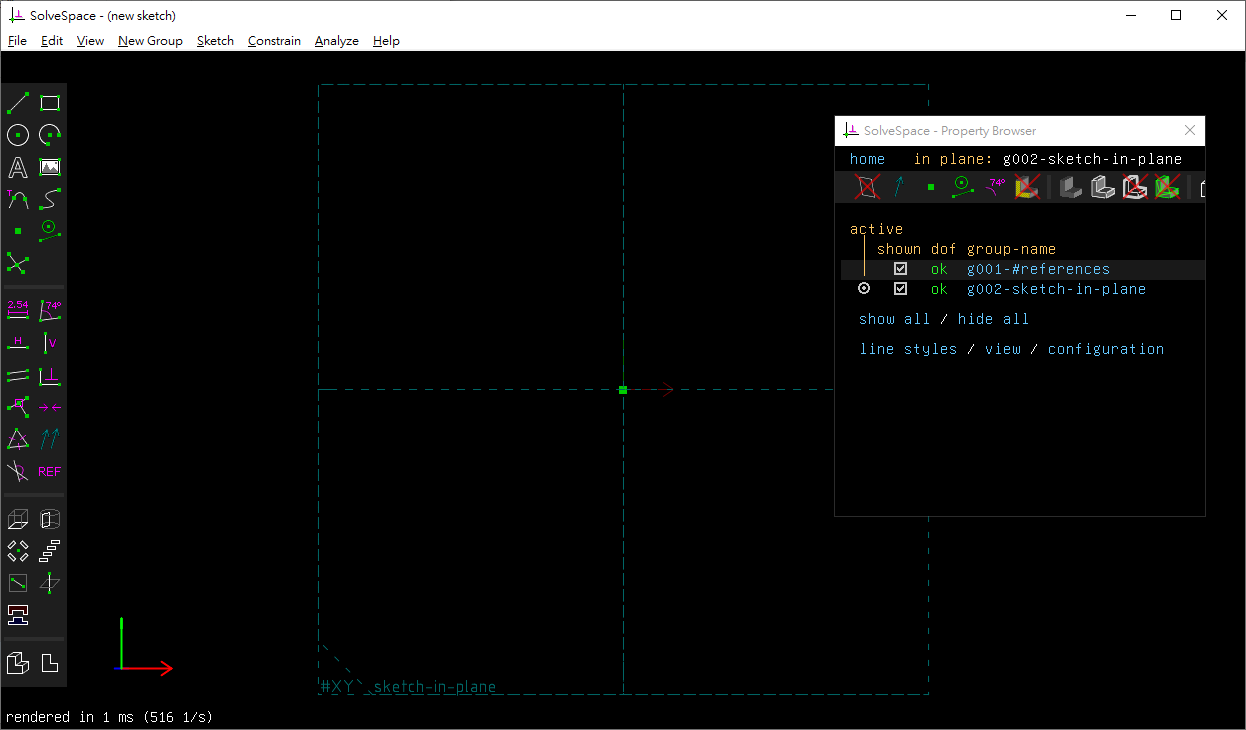 SolveSpace - (new sketch)
File Edit View New Group Sketch Constrain Analyze Help
SolveSpace - Property Browser
home in plane: g002-sketch-in-plane
74°
active
shown dof group-name
ok g001-#references
ok g002-sketch-in-plane
show all / hide all
line styles / view / configuration
A
T
2.54 74°
H V
REF
#XY sketch-in-plane
rendered in 1 ms (516 1/s)